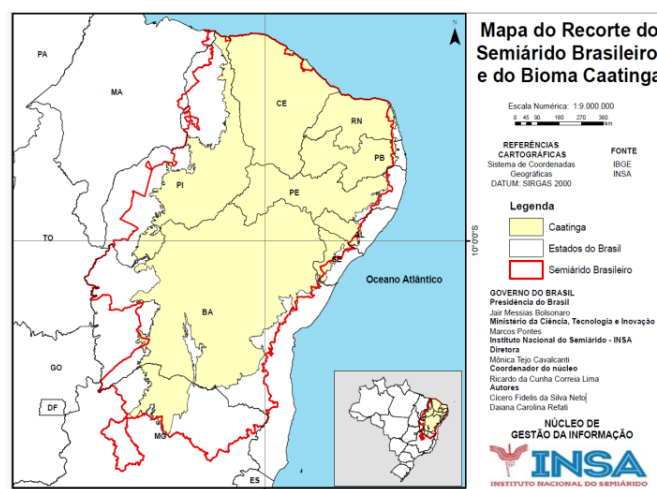 Mapa do Recorte do
Semiárido Brasileiro
e do Bioma Caatinga
Escala Numérica: 1:9.000.000
0 45 90 180 270 360
km
REFERÊNCIAS
CARTOGRÁFICAS
Sistema de Coordenadas
Geográficas
DATUM: SIRGAS 2000
FONTE
IBGE
INSA
Legenda
Caatinga
Estados do Brasil
Semiárido Brasileiro
GOVERNO DO BRASIL
Presidência do Brasil
Jair Messias Bolsonaro
Ministério da Ciência, Tecnologia e Inovação
Marcos Pontes
Instituto Nacional do Semiárido - INSA
Diretora
Mônica Tejo Cavalcanti
Coordenador do núcleo
Ricardo da Cunha Correia Lima
Autores
Cícero Fidelis da Silva Neto
Daiana Carolina Refati
NÚCLEO DE
GESTÃO DA INFORMAÇÃO
INSA
INSTITUTO NACIONAL DO SEMIÁRIDO
N
PA
MA
CE
RN
PB
PI
PE
AL
TO
SE
10°0'0"S
Oceano Atlântico
BA
GO
DF
MG
ES